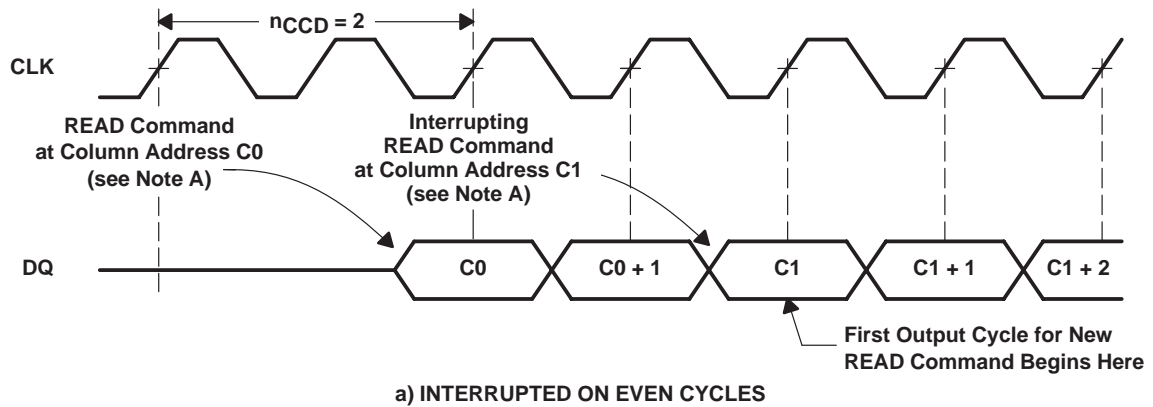 nCCD = 2
CLK
READ Command
at Column Address C0
(see Note A)
Interrupting
READ Command
at Column Address C1
(see Note A)
DQ
C0
C0 + 1
C1
C1 + 1
C1 + 2
First Output Cycle for New
READ Command Begins Here
a) INTERRUPTED ON EVEN CYCLES